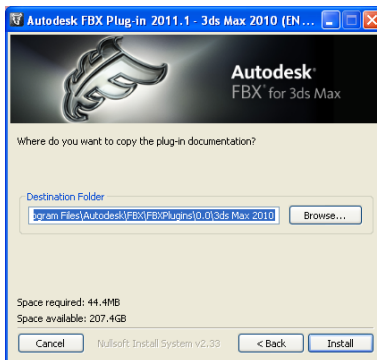 Autodesk FBX Plug-in 2011.1 - 3ds Max 2010 (EN ...
Autodesk®
FBX® for 3ds Max
Where do you want to copy the plug-in documentation?
Destination Folder
ogram Files\Autodesk\FBX\FBXPlugins\0.0\3ds Max 2010
Browse...
Space required: 44.4MB
Space available: 207.4GB
Cancel
Nullsoft Install System v2.33
< Back
Install